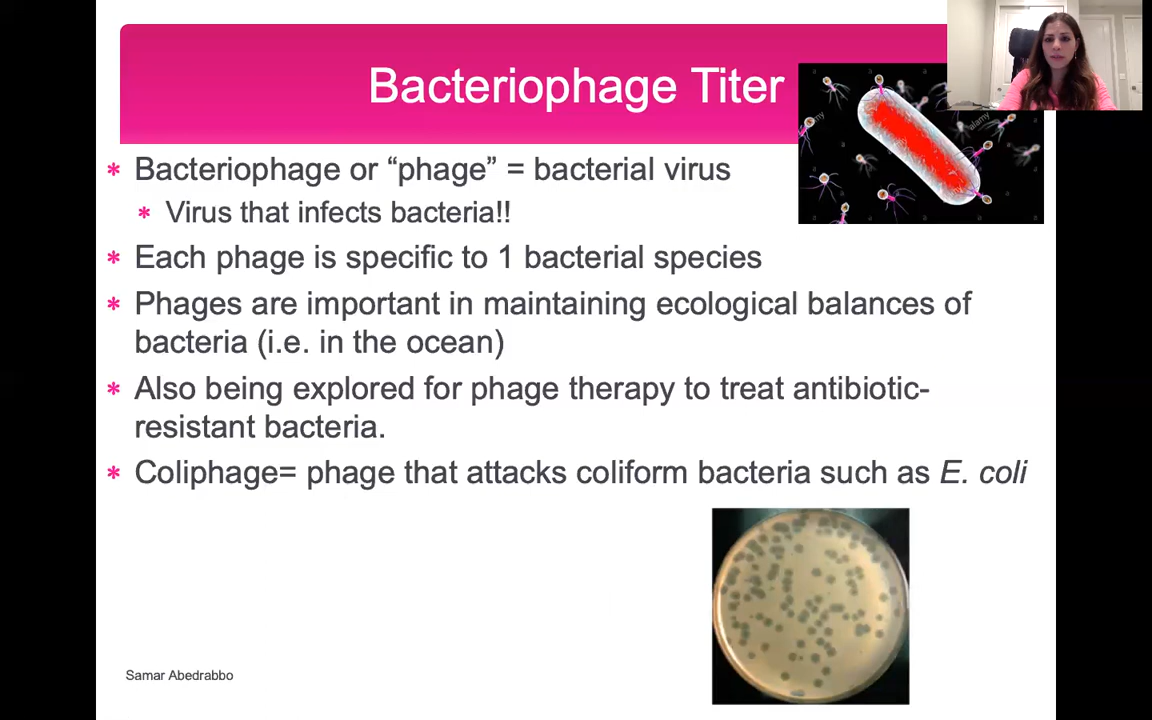 Bacteriophage Titer
alamy
* Bacteriophage or “phage” = bacterial virus
* Virus that infects bacteria!!
* Each phage is specific to 1 bacterial species
* Phages are important in maintaining ecological balances of
bacteria (i.e. in the ocean)
* Also being explored for phage therapy to treat antibiotic-
resistant bacteria.
* Coliphage= phage that attacks coliform bacteria such as E. coli
Samar Abedrabbo